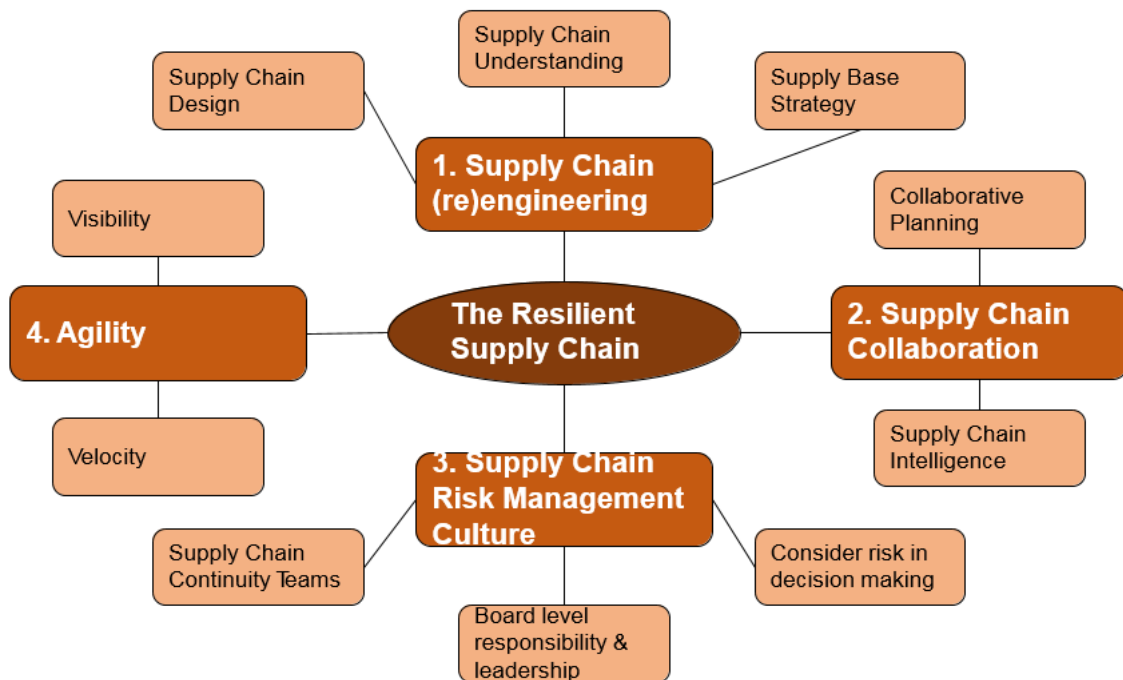 Supply Chain
Understanding
Supply Chain
Design
Supply Base
Strategy
1. Supply Chain
(re)engineering
Visibility
Collaborative
Planning
4. Agility
The Resilient
Supply Chain
2. Supply Chain
Collaboration
Velocity
Supply Chain
Intelligence
3. Supply Chain
Risk Management
Culture
Supply Chain
Continuity Teams
Consider risk in
decision making
Board level
responsibility &
leadership